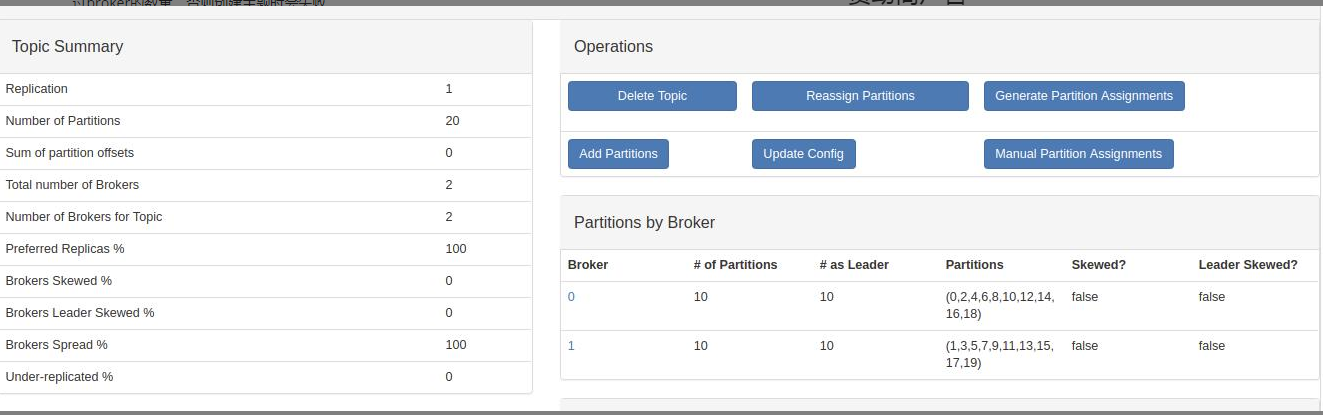 Topic Summary
Replication 1
Number of Partitions 20
Sum of partition offsets 0
Total number of Brokers 2
Number of Brokers for Topic 2
Preferred Replicas % 100
Brokers Skewed % 0
Brokers Leader Skewed % 0
Brokers Spread % 100
Under-replicated % 0
Operations
Delete Topic Reassign Partitions Generate Partition Assignments
Add Partitions Update Config Manual Partition Assignments
Partitions by Broker
Broker # of Partitions # as Leader Partitions Skewed? Leader Skewed?
0 10 10 (0,2,4,6,8,10,12,14, false false
16,18)
1 10 10 (1,3,5,7,9,11,13,15, false false
17,19)